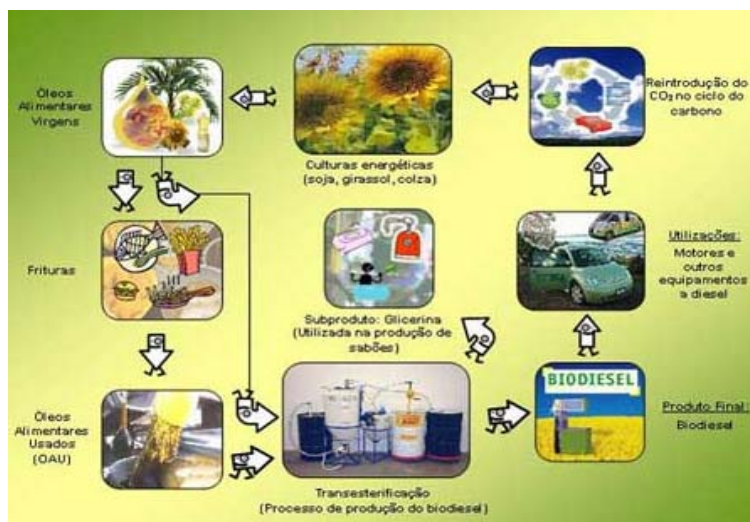 Óleos
Alimentares
Virgens
Culturas energéticas
(soja, girassol, colza)
Reintrodução do
CO₂ no ciclo do
carbono
Frituras
Subproduto: Glicerina
(Utilizada na produção de
sabões)
Utilizações:
Motores e
outros
equipamentos
a diesel
Óleos
Alimentares
Usados
(OAU)
Transesterificação
(Processo de produção do biodiesel)
BIODIESEL
Produto Final:
Biodiesel